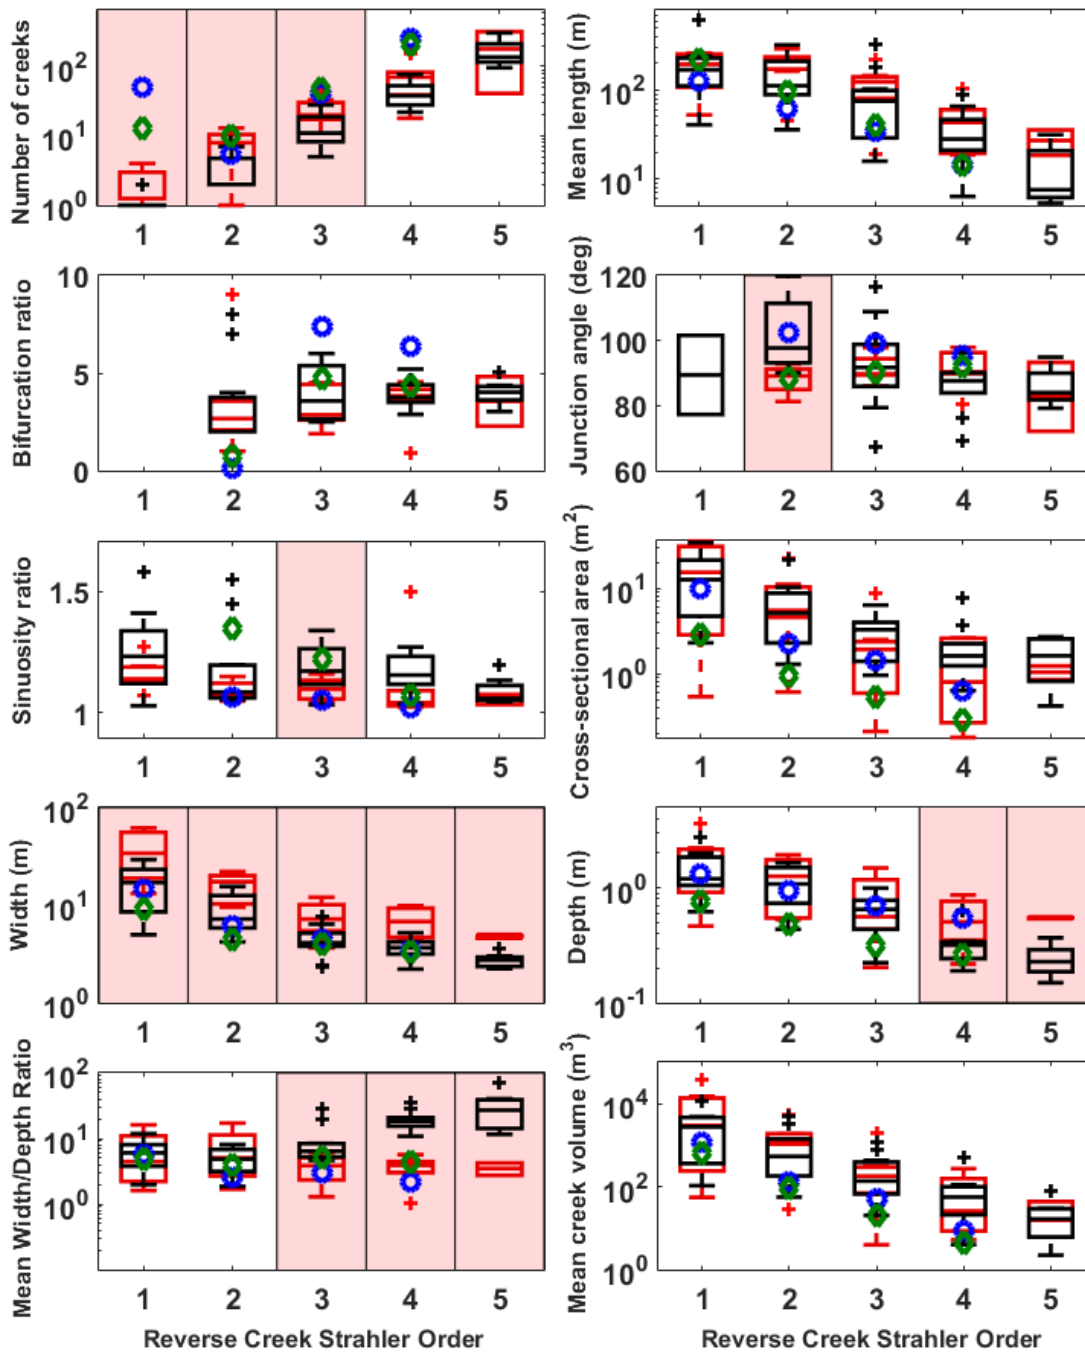 Number of creeks
10^2
10^1
10^0
1 2 3 4 5
Mean length (m)
10^2
10^1
1 2 3 4 5
Bifurcation ratio
10
5
0
1 2 3 4 5
Junction angle (deg)
120
100
80
60
1 2 3 4 5
Sinuosity ratio
1.5
1
1 2 3 4 5
Cross-sectional area (m^2)
10^1
10^0
1 2 3 4 5
Width (m)
10^2
10^1
10^0
1 2 3 4 5
Depth (m)
10^0
10^-1
1 2 3 4 5
Mean Width/Depth Ratio
10^2
10^1
10^0
1 2 3 4 5
Reverse Creek Strahler Order
Mean creek volume (m^3)
10^4
10^2
10^0
1 2 3 4 5
Reverse Creek Strahler Order